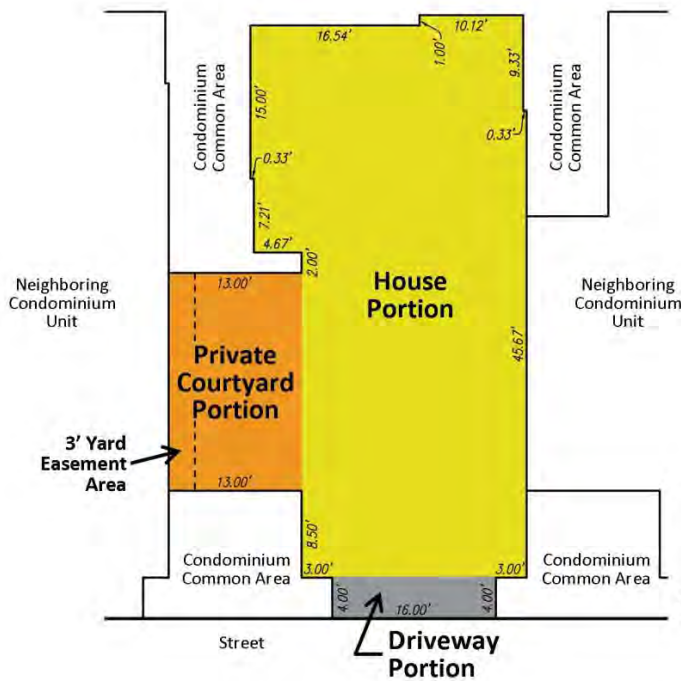 16.54'
10.12'
1.00'
9.33'
15.00'
Condominium
Common Area
Condominium
Common Area
0.33'
0.33'
7.21'
4.67'
2.00'
13.00'
House
Portion
Neighboring
Condominium
Unit
Neighboring
Condominium
Unit
45.67'
Private
Courtyard
Portion
3' Yard
Easement
Area
13.00'
8.50'
Condominium
Common Area
3.00'
3.00'
Condominium
Common Area
4.00'
16.00'
4.00'
Street
Driveway
Portion